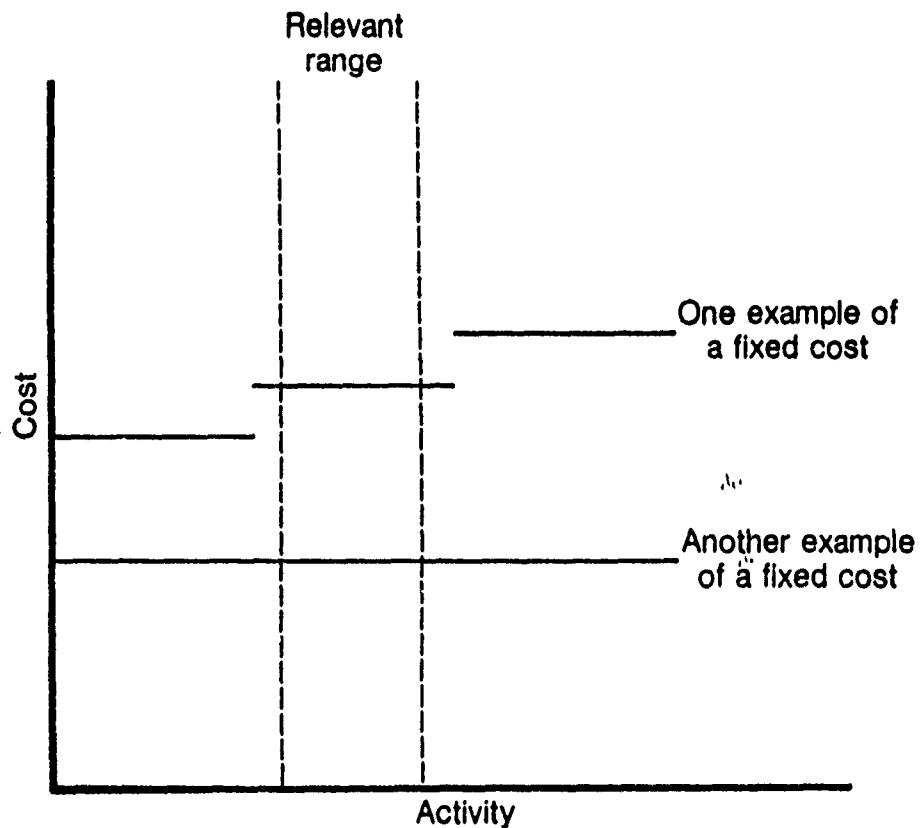 Relevant
range
One example of
a fixed cost
Cost
Another example
of a fixed cost
Activity